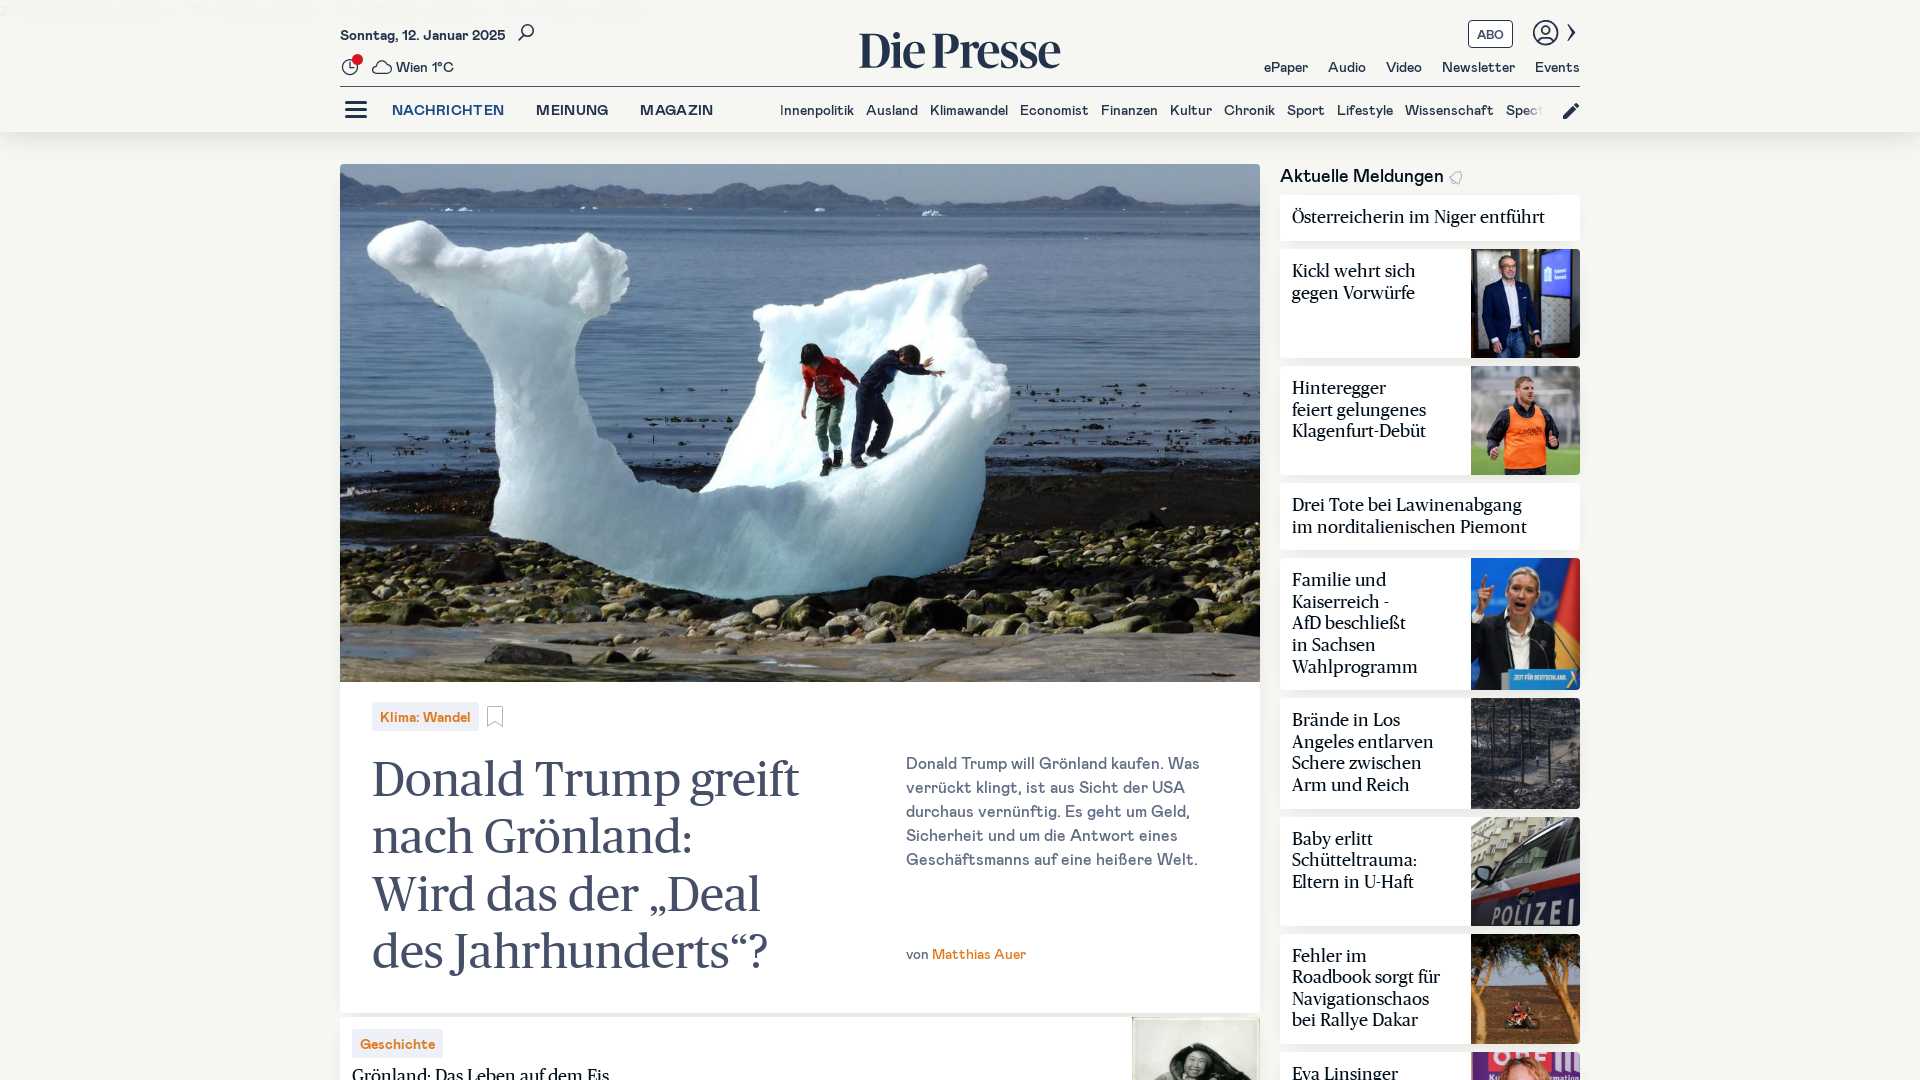 Sonntag, 12. Januar 2025
Wien 1°C
Die Presse
ABO
ePaper Audio Video Newsletter Events
NACHRICHTEN MEINUNG MAGAZIN
Innenpolitik Ausland Klimawandel Economist Finanzen Kultur Chronik Sport Lifestyle Wissenschaft Spect
Klima: Wandel
Donald Trump greift
nach Grönland:
Wird das der „Deal
des Jahrhunderts“?
Donald Trump will Grönland kaufen. Was
verrückt klingt, ist aus Sicht der USA
durchaus vernünftig. Es geht um Geld,
Sicherheit und um die Antwort eines
Geschäftsmanns auf eine heißere Welt.
von Matthias Auer
Geschichte
Grönland: Das Leben auf dem Eis
Aktuelle Meldungen
Österreicherin im Niger entführt
Kickl wehrt sich
gegen Vorwürfe
Hinteregger
feiert gelungenes
Klagenfurt-Debüt
Drei Tote bei Lawinenabgang
im norditalienischen Piemont
Familie und
Kaiserreich -
AfD beschließt
in Sachsen
Wahlprogramm
ZEIT FÜR DEUTSCHLAND.
Brände in Los
Angeles entlarven
Schere zwischen
Arm und Reich
Baby erlitt
Schütteltrauma:
Eltern in U-Haft
POLIZEI
Fehler im
Roadbook sorgt für
Navigationschaos
bei Rallye Dakar
Eva Linsinger